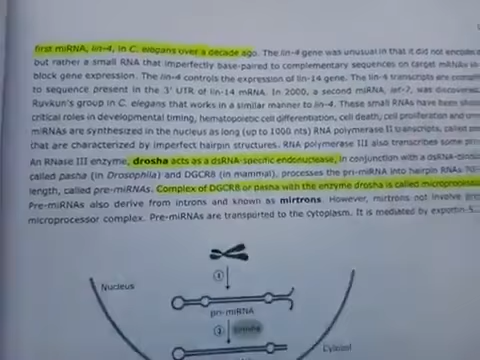 first miRNA, lin-4, in C. elegans over a decade ago. The lin-4 gene was unusual in that it did not
but rather a small RNA that imperfectly base-paired to complementary sequences on target mRNAs
block gene expression. The lin-4 controls the expression of lin-14 gene. The lin-4 transcripts are
to sequence present in the 3' UTR of lin-14 mRNA. In 2000, a second miRNA, let-7, was discovered
Ruvkun's group in C. elegans that works in a similar manner to lin-4. These small RNAs have been
critical roles in developmental timing, hematopoietic cell differentiation, cell death, cell proliferation and
miRNAs are synthesized in the nucleus as long (up to 1000 nts) RNA polymerase II transcripts, called
that are characterized by imperfect hairpin structures. RNA polymerase III also transcribes some
An RNase III enzyme, drosha acts as a dsRNA-specific endonuclease, in conjunction with a
called pasha (in Drosophila) and DGCR8 (in mammal), processes the pri-miRNA into hairpin RNAs
length, called pre-miRNAs. Complex of DGCR8 or pasha with the enzyme drosha is called
Pre-miRNAs also derive from introns and known as mirtrons. However, mirtrons not involve
microprocessor complex. Pre-miRNAs are transported to the cytoplasm. It is mediated by
Nucleus
1
pri-miRNA
2
Drosha
Cytosol